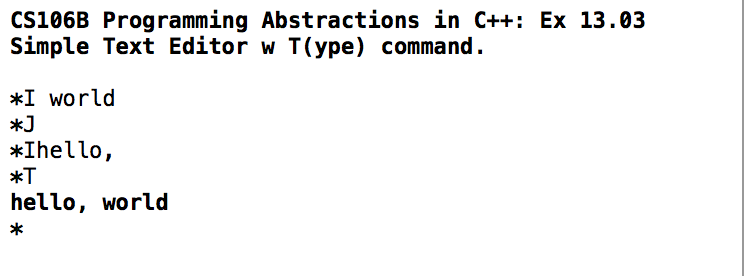 CS106B Programming Abstractions in C++: Ex 13.03
Simple Text Editor w T(ype) command.
*I world
*J
*Ihello,
*T
hello, world
*